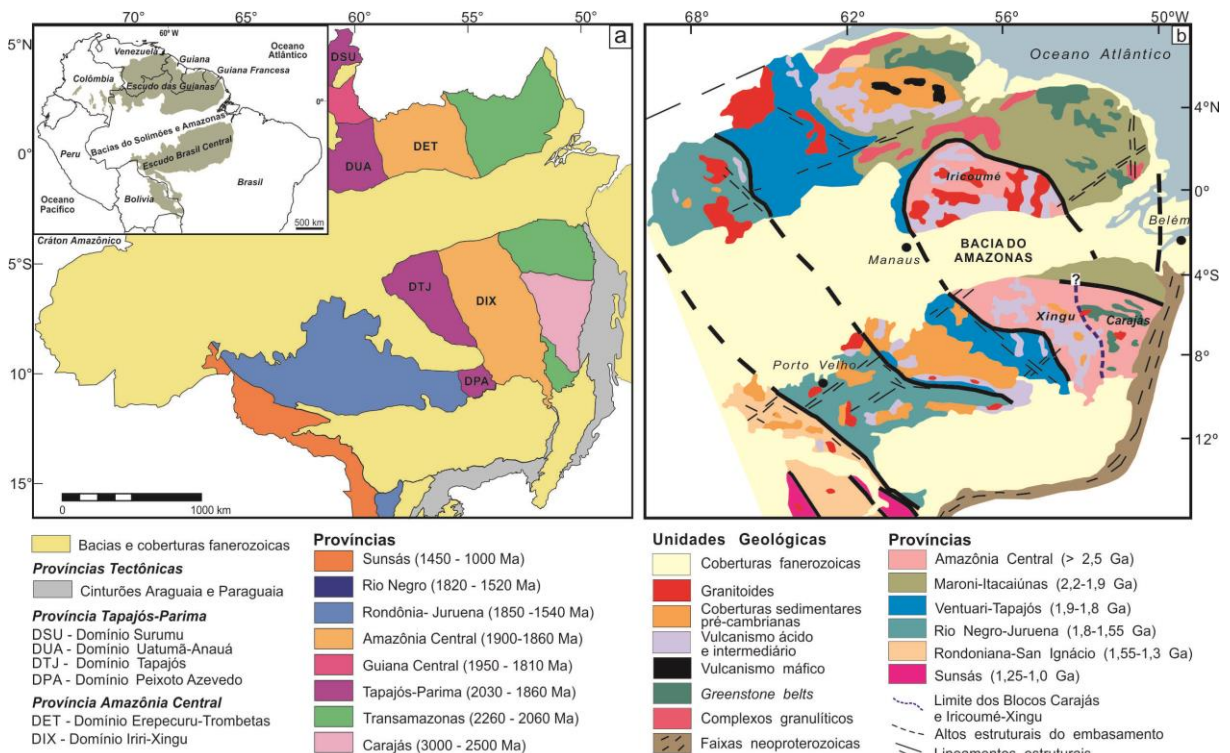 70°
65°
60°
55°
50°
a
5°N
0°
5°S
10°
15°
60° W
Oceano
Atlântico
Venezuela
Guiana
Guiana Francesa
Colômbia
Escudo das Guianas
0°
Bacias do Solimões e Amazonas
Peru
Escudo Brasil Central
Brasil
Bolívia
Oceano
Pacífico
500 km
Cráton Amazônico
DSU
DUA
DET
DTJ
DIX
DPA
0
1000 km
Bacias e coberturas fanerozoicas
Províncias Tectônicas
Cinturões Araguaia e Paraguaia
Província Tapajós-Parima
DSU - Domínio Surumu
DUA - Domínio Uatumã-Anauá
DTJ - Domínio Tapajós
DPA - Domínio Peixoto Azevedo
Província Amazônia Central
DET - Domínio Erepecuru-Trombetas
DIX - Domínio Iriri-Xingu
Províncias
Sunsás (1450 - 1000 Ma)
Rio Negro (1820 - 1520 Ma)
Rondônia- Juruena (1850 -1540 Ma)
Amazônia Central (1900-1860 Ma)
Guiana Central (1950 - 1810 Ma)
Tapajós-Parima (2030 - 1860 Ma)
Transamazonas (2260 - 2060 Ma)
Carajás (3000 - 2500 Ma)
68°
62°
56°
50°W
b
Oceano Atlântico
4°N
0°
4°S
8°
12°
Iricoumé
Belém
Manaus
BACIA DO
AMAZONAS
?
Xingu
Carajás
Porto Velho
Unidades Geológicas
Coberturas fanerozoicas
Granitoides
Coberturas sedimentares
pré-cambrianas
Vulcanismo ácido
e intermediário
Vulcanismo máfico
Greenstone belts
Complexos granulíticos
Faixas neoproterozoicas
Províncias
Amazônia Central (> 2,5 Ga)
Maroni-Itacaiúnas (2,2-1,9 Ga)
Ventuari-Tapajós (1,9-1,8 Ga)
Rio Negro-Juruena (1,8-1,55 Ga)
Rondoniana-San Ignácio (1,55-1,3 Ga)
Sunsás (1,25-1,0 Ga)
Limite dos Blocos Carajás
e Iricoumé-Xingu
Altos estruturais do embasamento
Lineamentos estruturais